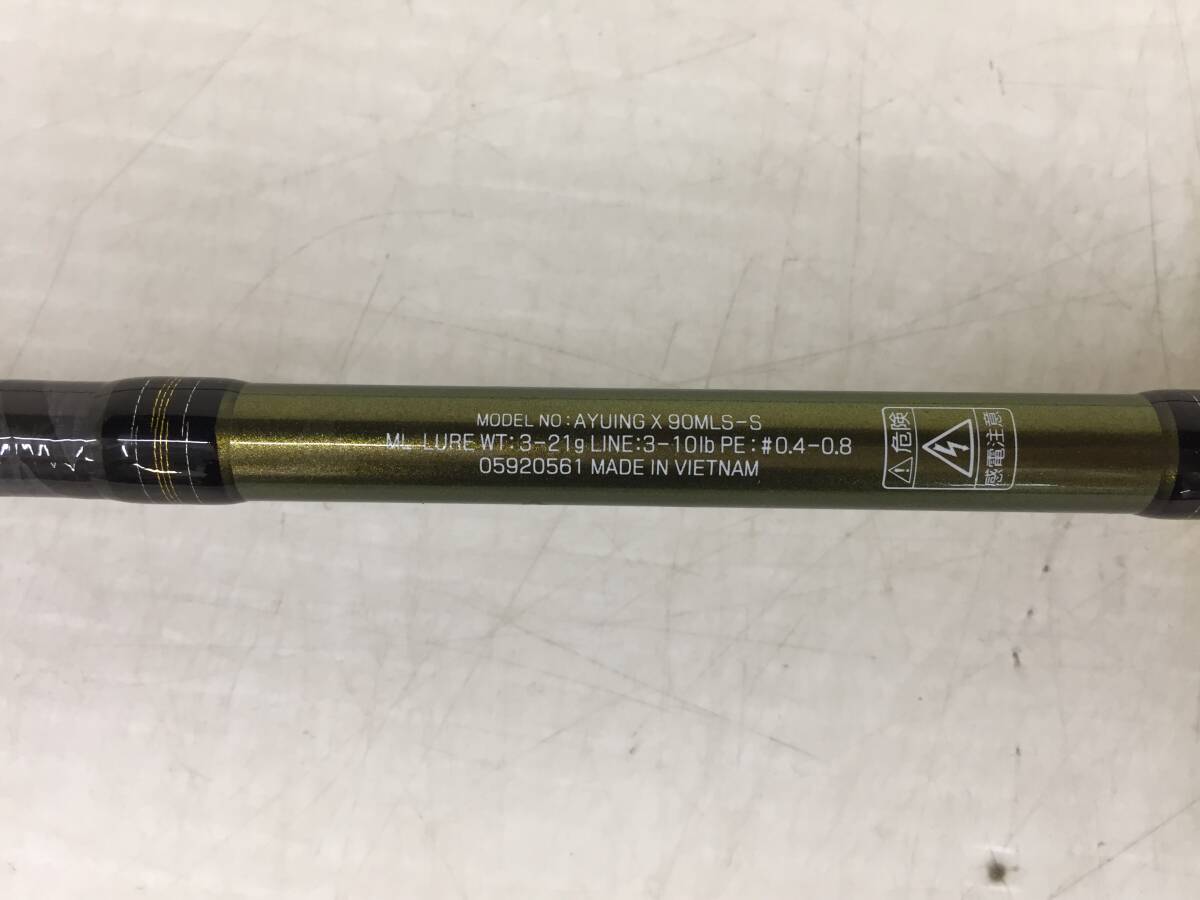 MODEL NO:AYUING X 90MLS-S
ML LURE WT:3-21g LINE:3-10lb PE:#0.4-0.8
05920561 MADE IN VIETNAM
危険
感電注意